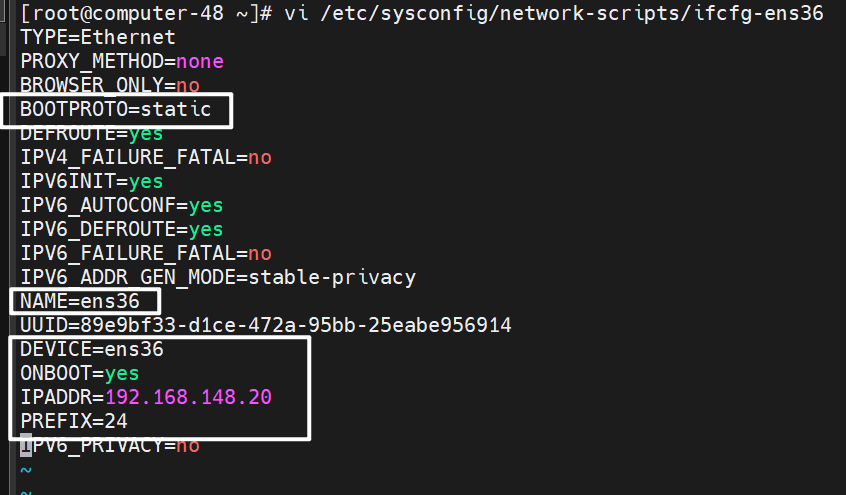 [root@computer-48 ~]# vi /etc/sysconfig/network-scripts/ifcfg-ens36
TYPE=Ethernet
PROXY_METHOD=none
BROWSER_ONLY=no
BOOTPROTO=static
DEFROUTE=yes
IPV4_FAILURE_FATAL=no
IPV6INIT=yes
IPV6_AUTOCONF=yes
IPV6_DEFROUTE=yes
IPV6_FAILURE_FATAL=no
IPV6_ADDR_GEN_MODE=stable-privacy
NAME=ens36
UUID=89e9bf33-d1ce-472a-95bb-25eabe956914
DEVICE=ens36
ONBOOT=yes
IPADDR=192.168.148.20
PREFIX=24
IPV6_PRIVACY=no
~
~